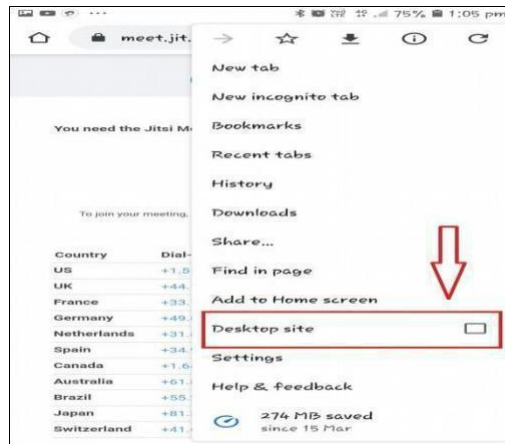 75% 1:05 pm
meet.jit.
New tab
New incognito tab
You need the Jitsi M
Bookmarks
Recent tabs
History
To join your meeting,
Downloads
Share...
Country Dial-
US +1.5
Find in page
UK +44.
France +33.
Add to Home screen
Germany +49.
Netherlands +31.
Desktop site
Spain +34.
Canada +1.6
Settings
Australia +61.
Help & feedback
Brazil +55.
Japan +81.
274 MB saved
Switzerland +41.
since 15 Mar